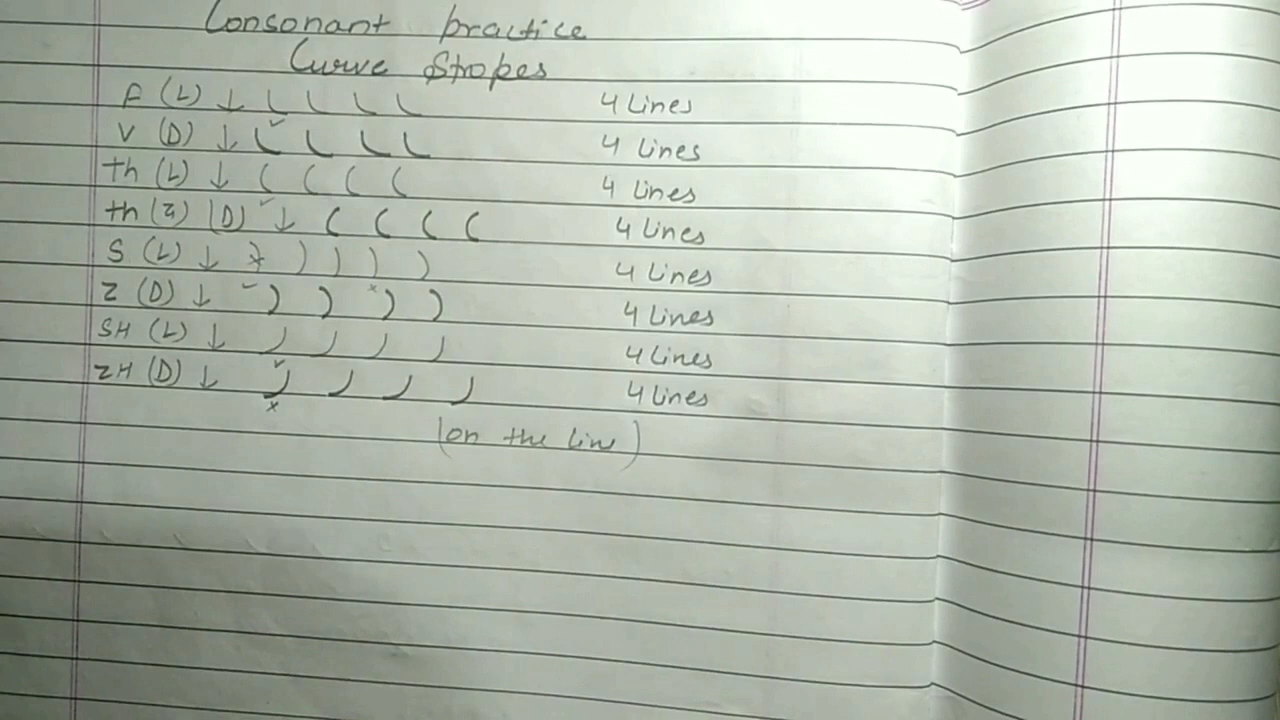 Consonant practice
Curve Strokes
F (L) ↓ 4 Lines
V (D) ↓ 4 Lines
th (L) ↓ 4 Lines
th (द) (D) ↓ 4 Lines
S (L) ↓ 4 Lines
Z (D) ↓ 4 Lines
SH (L) ↓ 4 Lines
ZH (D) ↓ 4 Lines
(on the line)